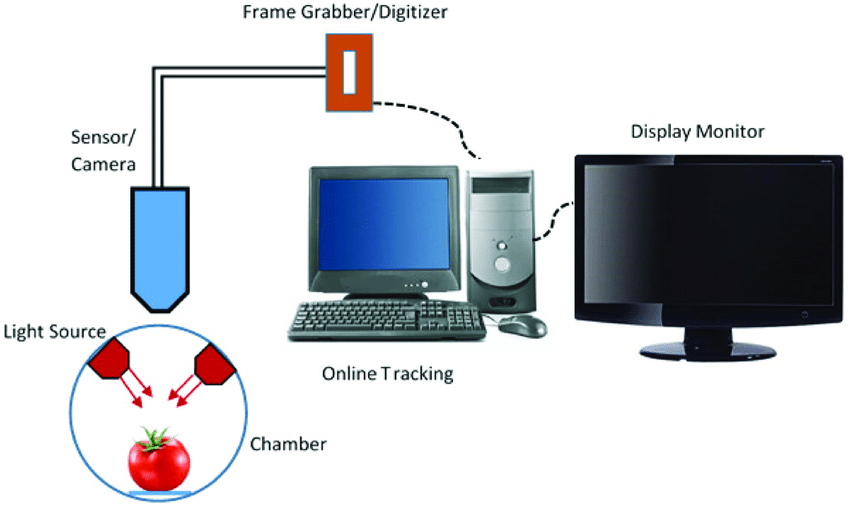 Frame Grabber/Digitizer
Sensor/
Camera
Display Monitor
Light Source
Online Tracking
Chamber